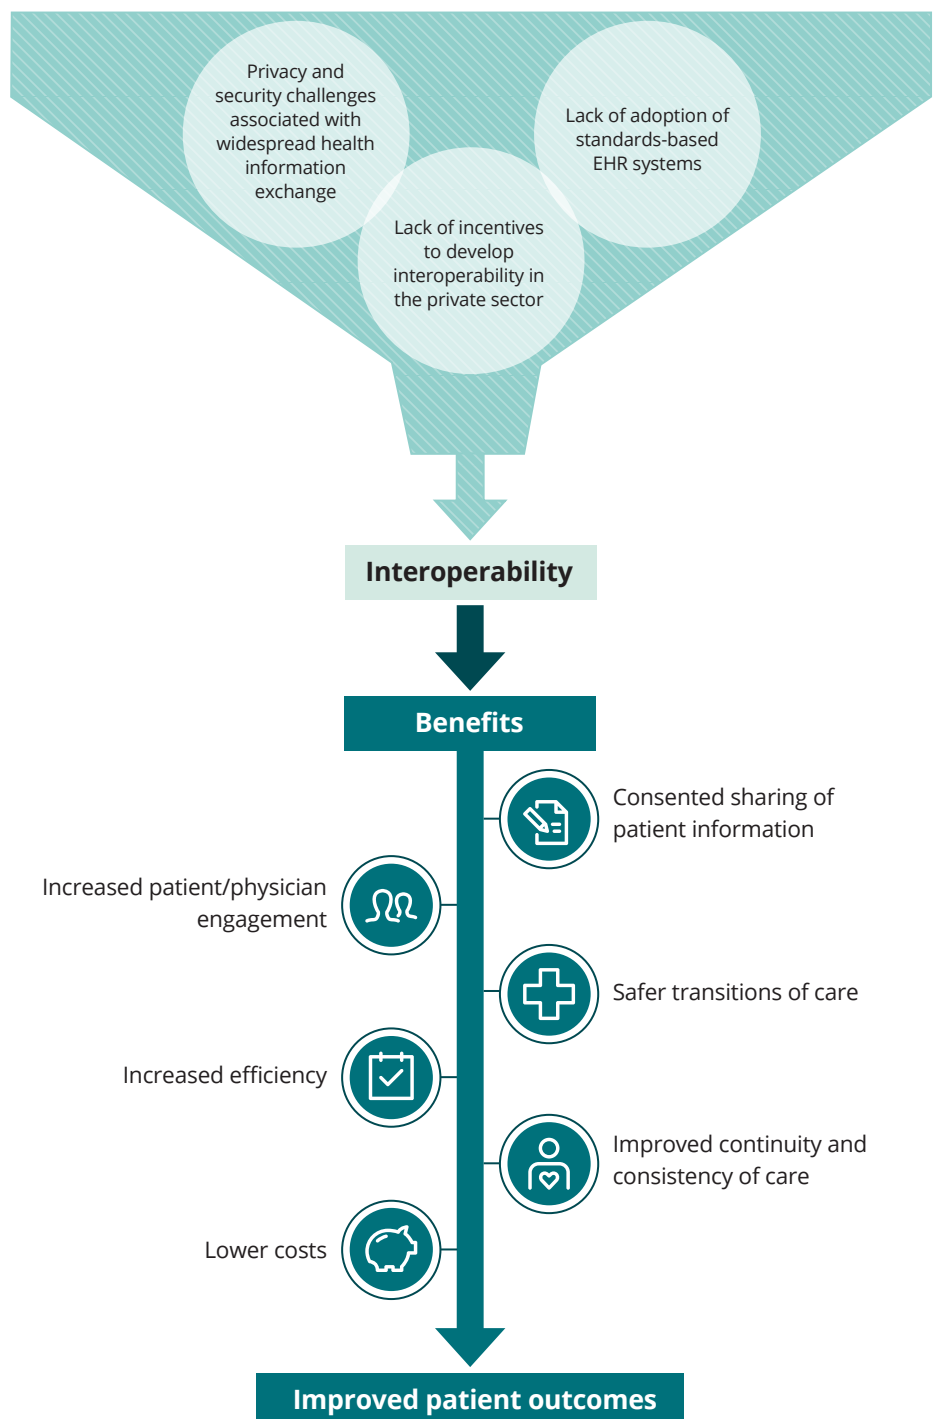 Privacy and
security challenges
associated with
widespread health
information
exchange
Lack of adoption of
standards-based
EHR systems
Lack of incentives
to develop
interoperability in
the private sector
Interoperability
Benefits
Consented sharing of
patient information
Increased patient/physician
engagement
Safer transitions of care
Increased efficiency
Improved continuity and
consistency of care
Lower costs
Improved patient outcomes